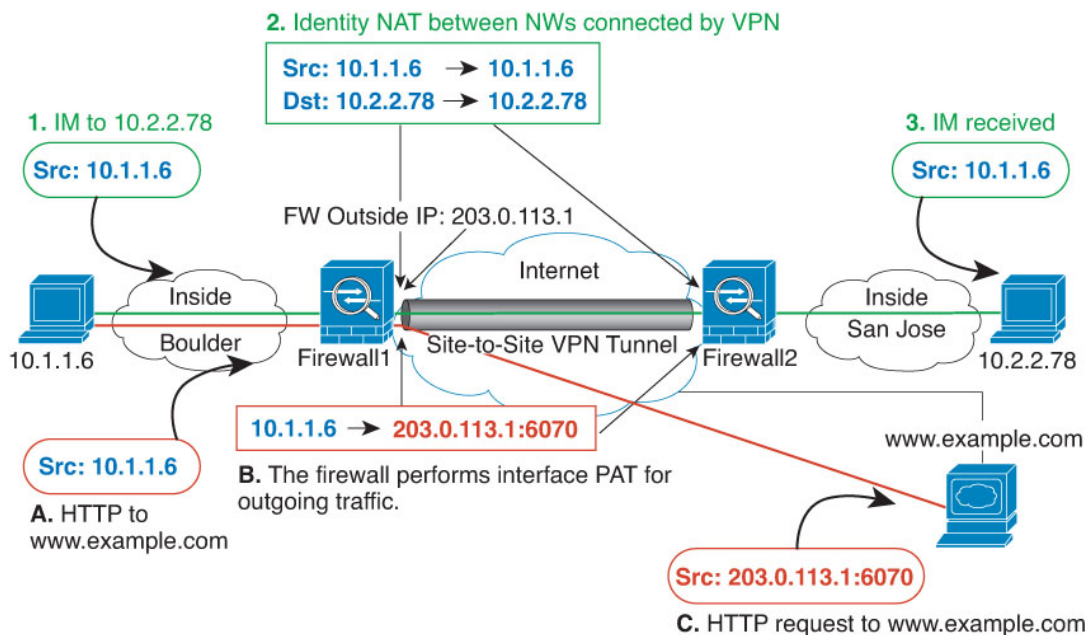 2. Identity NAT between NWs connected by VPN
Src: 10.1.1.6 → 10.1.1.6
Dst: 10.2.2.78 → 10.2.2.78
1. IM to 10.2.2.78
Src: 10.1.1.6
3. IM received
Src: 10.1.1.6
FW Outside IP: 203.0.113.1
Internet
Inside
Boulder
Inside
San Jose
10.1.1.6
Firewall1
Site-to-Site VPN Tunnel
Firewall2
10.2.2.78
10.1.1.6 → 203.0.113.1:6070
B. The firewall performs interface PAT for
outgoing traffic.
Src: 10.1.1.6
A. HTTP to
www.example.com
www.example.com
Src: 203.0.113.1:6070
C. HTTP request to www.example.com